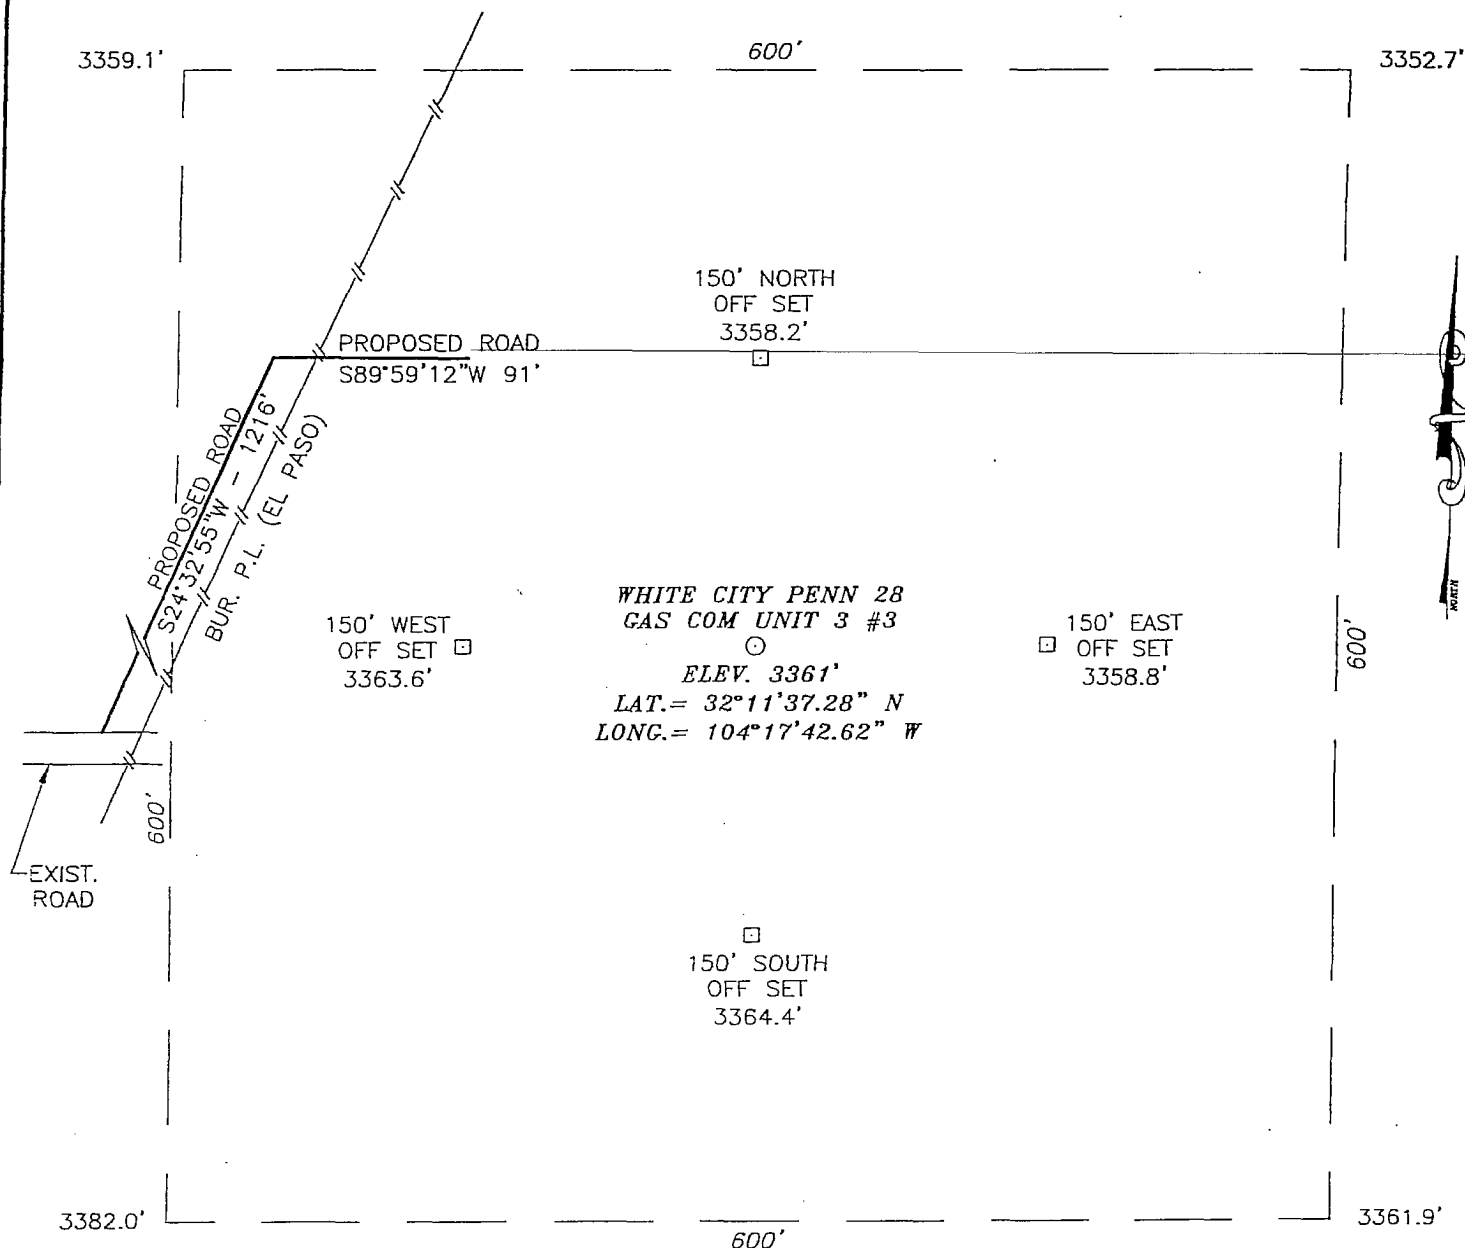 3359.1'
600'
3352.7'
150' NORTH
OFF SET
3358.2'
PROPOSED ROAD
S89°59'12"W 91'
PROPOSED ROAD
S24°32'55"W - 1216'
BUR. P.L. (EL PASO)
WHITE CITY PENN 28
GAS COM UNIT 3 #3
ELEV. 3361'
LAT.= 32°11'37.28" N
LONG.= 104°17'42.62" W
150' WEST
OFF SET
3363.6'
150' EAST
OFF SET
3358.8'
600'
NORTH
600'
EXIST.
ROAD
150' SOUTH
OFF SET
3364.4'
3382.0'
600'
3361.9'